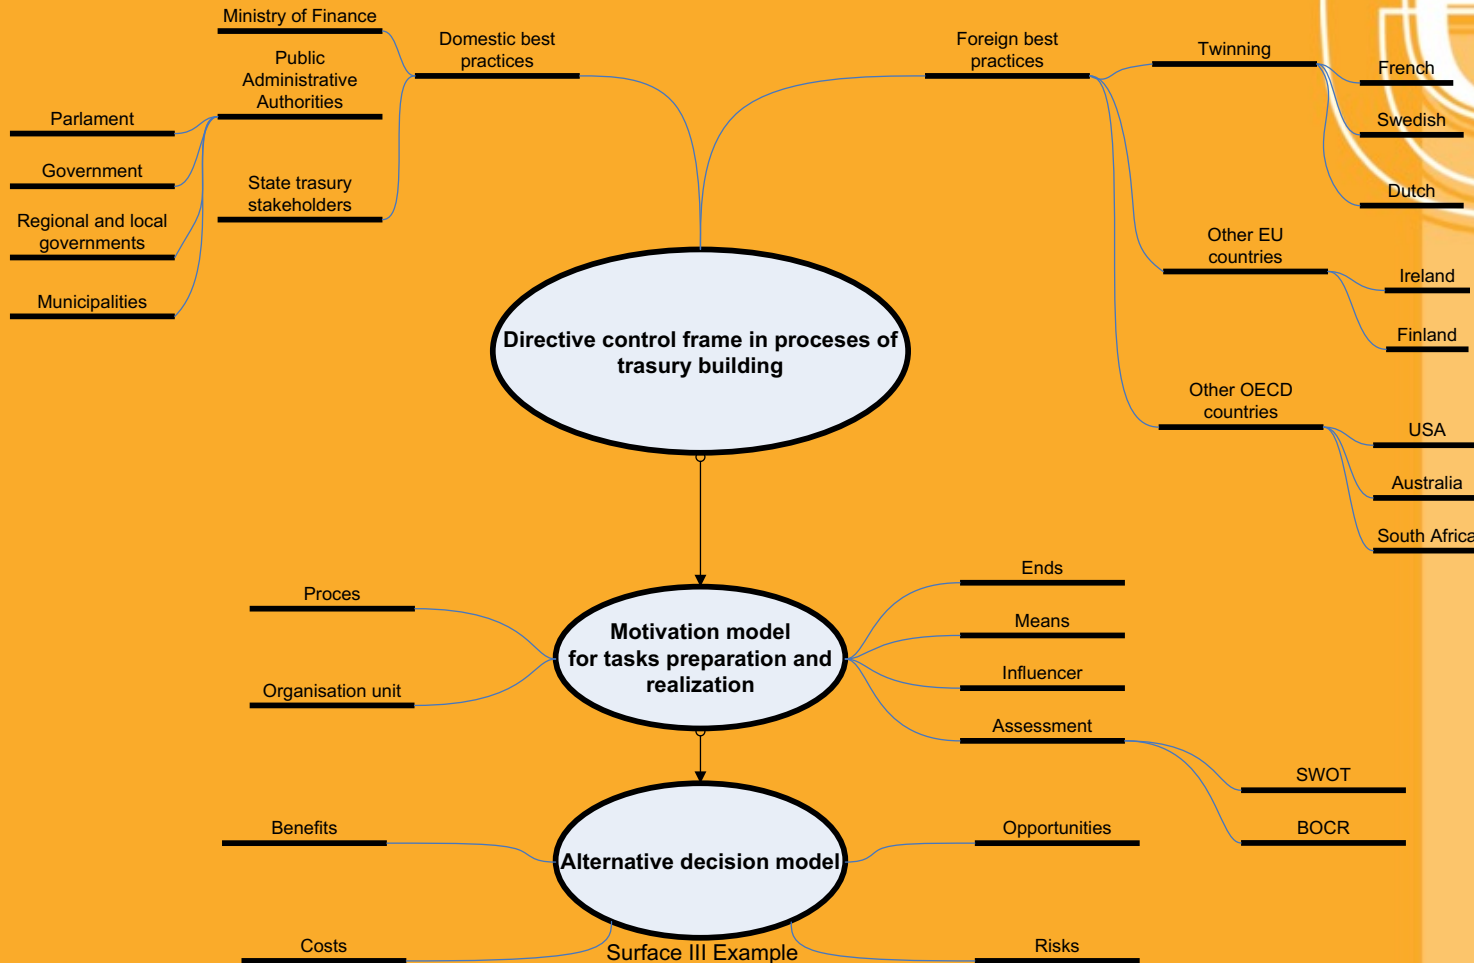 Ministry of Finance
Public
Administrative
Authorities
Parlament
Government
Regional and local
governments
Municipalities
State trasury
stakeholders
Domestic best
practices
Foreign best
practices
Twinning
French
Swedish
Dutch
Other EU
countries
Ireland
Finland
Other OECD
countries
USA
Australia
South Africa
Directive control frame in proceses of
trasury building
Proces
Organisation unit
Motivation model
for tasks preparation and
realization
Ends
Means
Influencer
Assessment
SWOT
BOCR
Benefits
Costs
Alternative decision model
Opportunities
Risks
Surface III Example